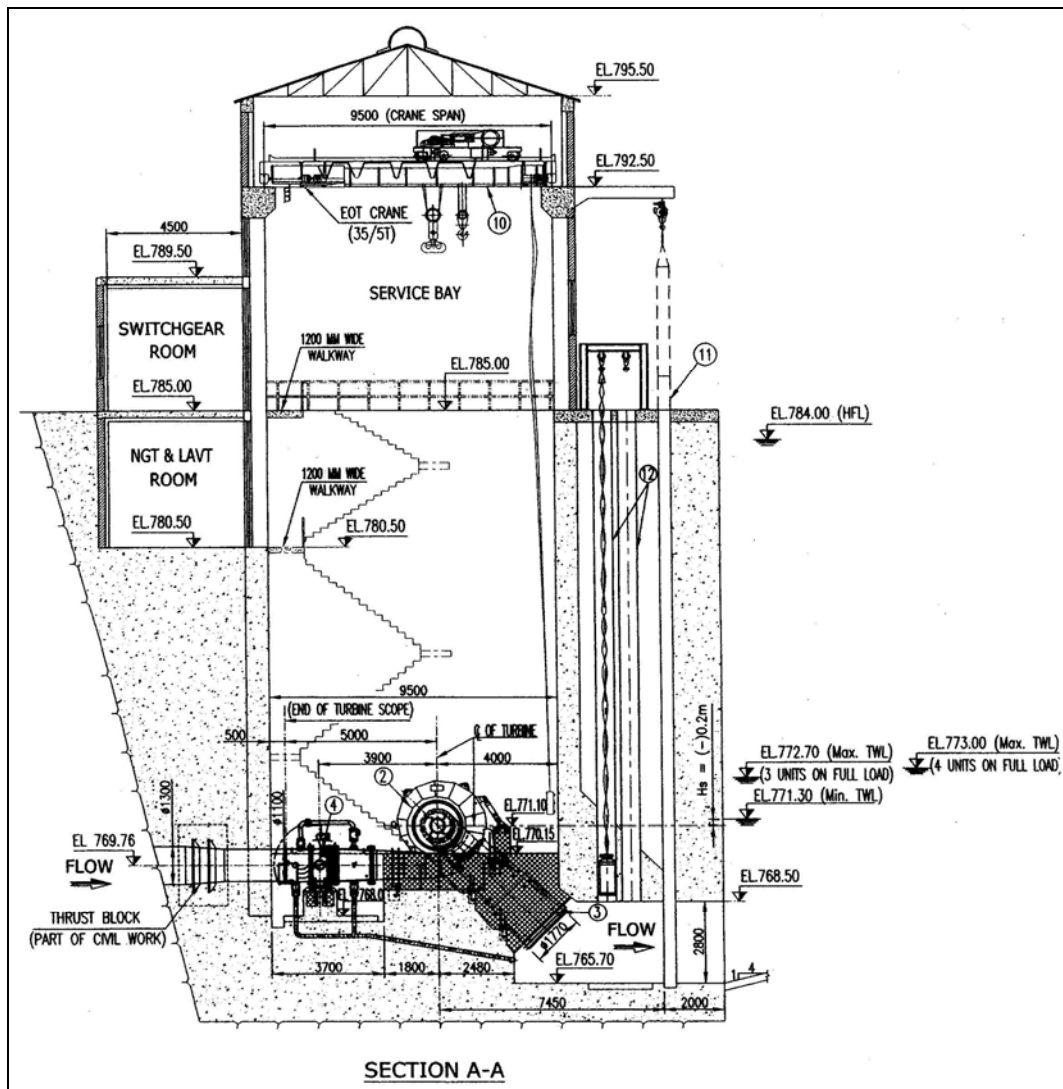 EL.795.50
9500 (CRANE SPAN)
EL.792.50
EOT CRANE
(35/5T)
10
4500
EL.789.50
SERVICE BAY
SWITCHGEAR
ROOM
1200 MM WIDE
WALKWAY
EL.785.00
EL.785.00
11
EL.784.00 (HFL)
NGT & LAVT
ROOM
1200 MM WIDE
WALKWAY
12
EL.780.50
EL.780.50
9500
(END OF TURBINE SCOPE)
500
5000
℄ OF TURBINE
3900
4000
Hs = (-)0.2m
EL.772.70 (Max. TWL)
(3 UNITS ON FULL LOAD)
EL.773.00 (Max. TWL)
(4 UNITS ON FULL LOAD)
EL.771.30 (Min. TWL)
2
4
ø1300
ø1100
EL.771.10
EL.770.15
EL 769.76
FLOW
EL.768.0
EL.768.50
THRUST BLOCK
(PART OF CIVIL WORK)
3
ø1770
FLOW
2800
3700
1800
2480
EL.765.70
1
4
7450
2000
SECTION A-A